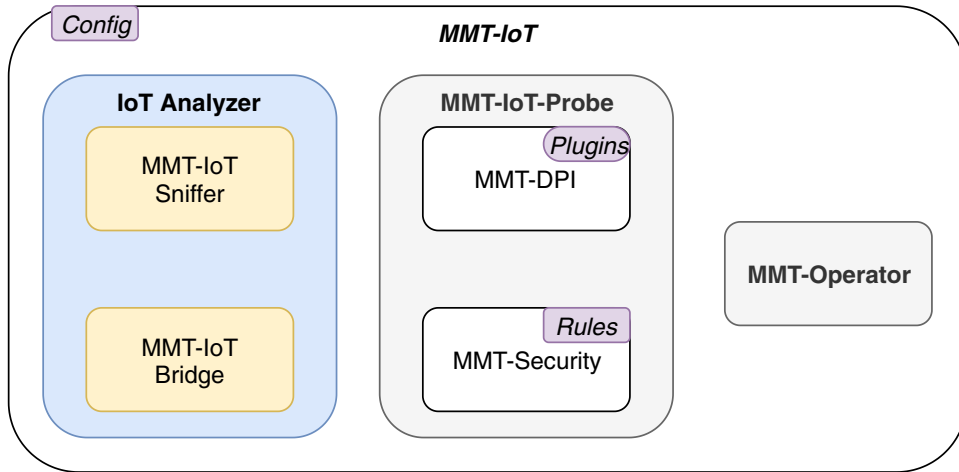 Config
MMT-IoT
IoT Analyzer
MMT-IoT
Sniffer
MMT-IoT
Bridge
MMT-IoT-Probe
Plugins
MMT-DPI
Rules
MMT-Security
MMT-Operator